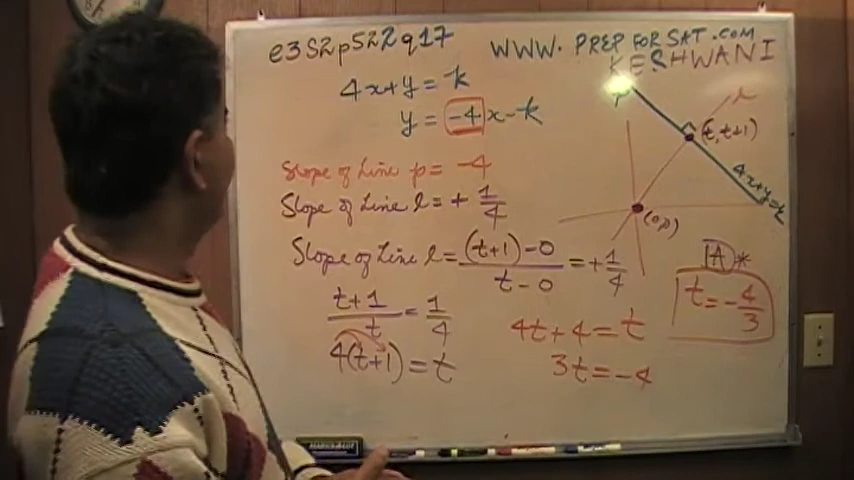 e3S2p522q17
WWW. PREPFORSAT.COM
KESHWANI
4x+y = k
y = -4 x-k
Slope of Line p = -4
Slope of Line l = + 1/4
Slope of Line l = (t+1)-0 / t-0 = + 1/4
t+1 / t = 1/4
4(t+1) = t
4t+4 = t
3t = -4
l
(t, t+1)
4x+y=k
(0,0)
A *
t = -4/3